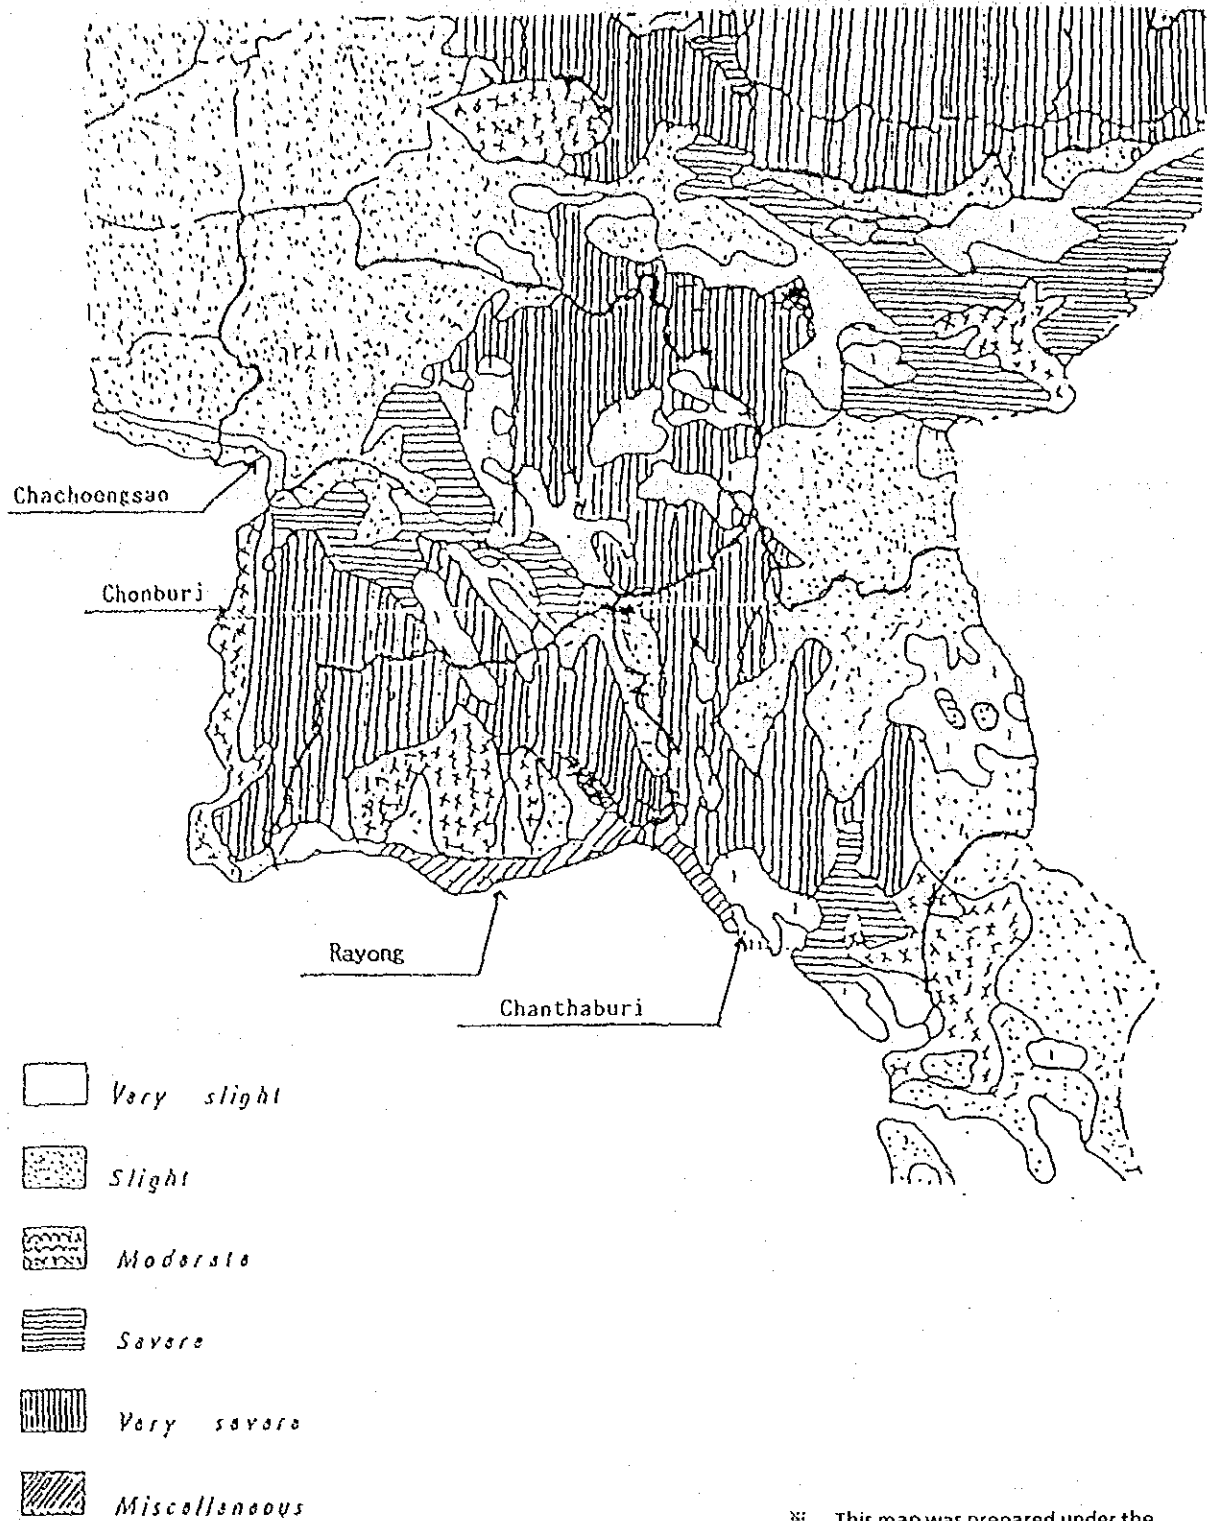 Chachoengsao
Chonburi
Rayong
Chanthaburi
Very slight
Slight
Moderate
Severe
Very severe
Miscellaneous
※ This map was prepared under the